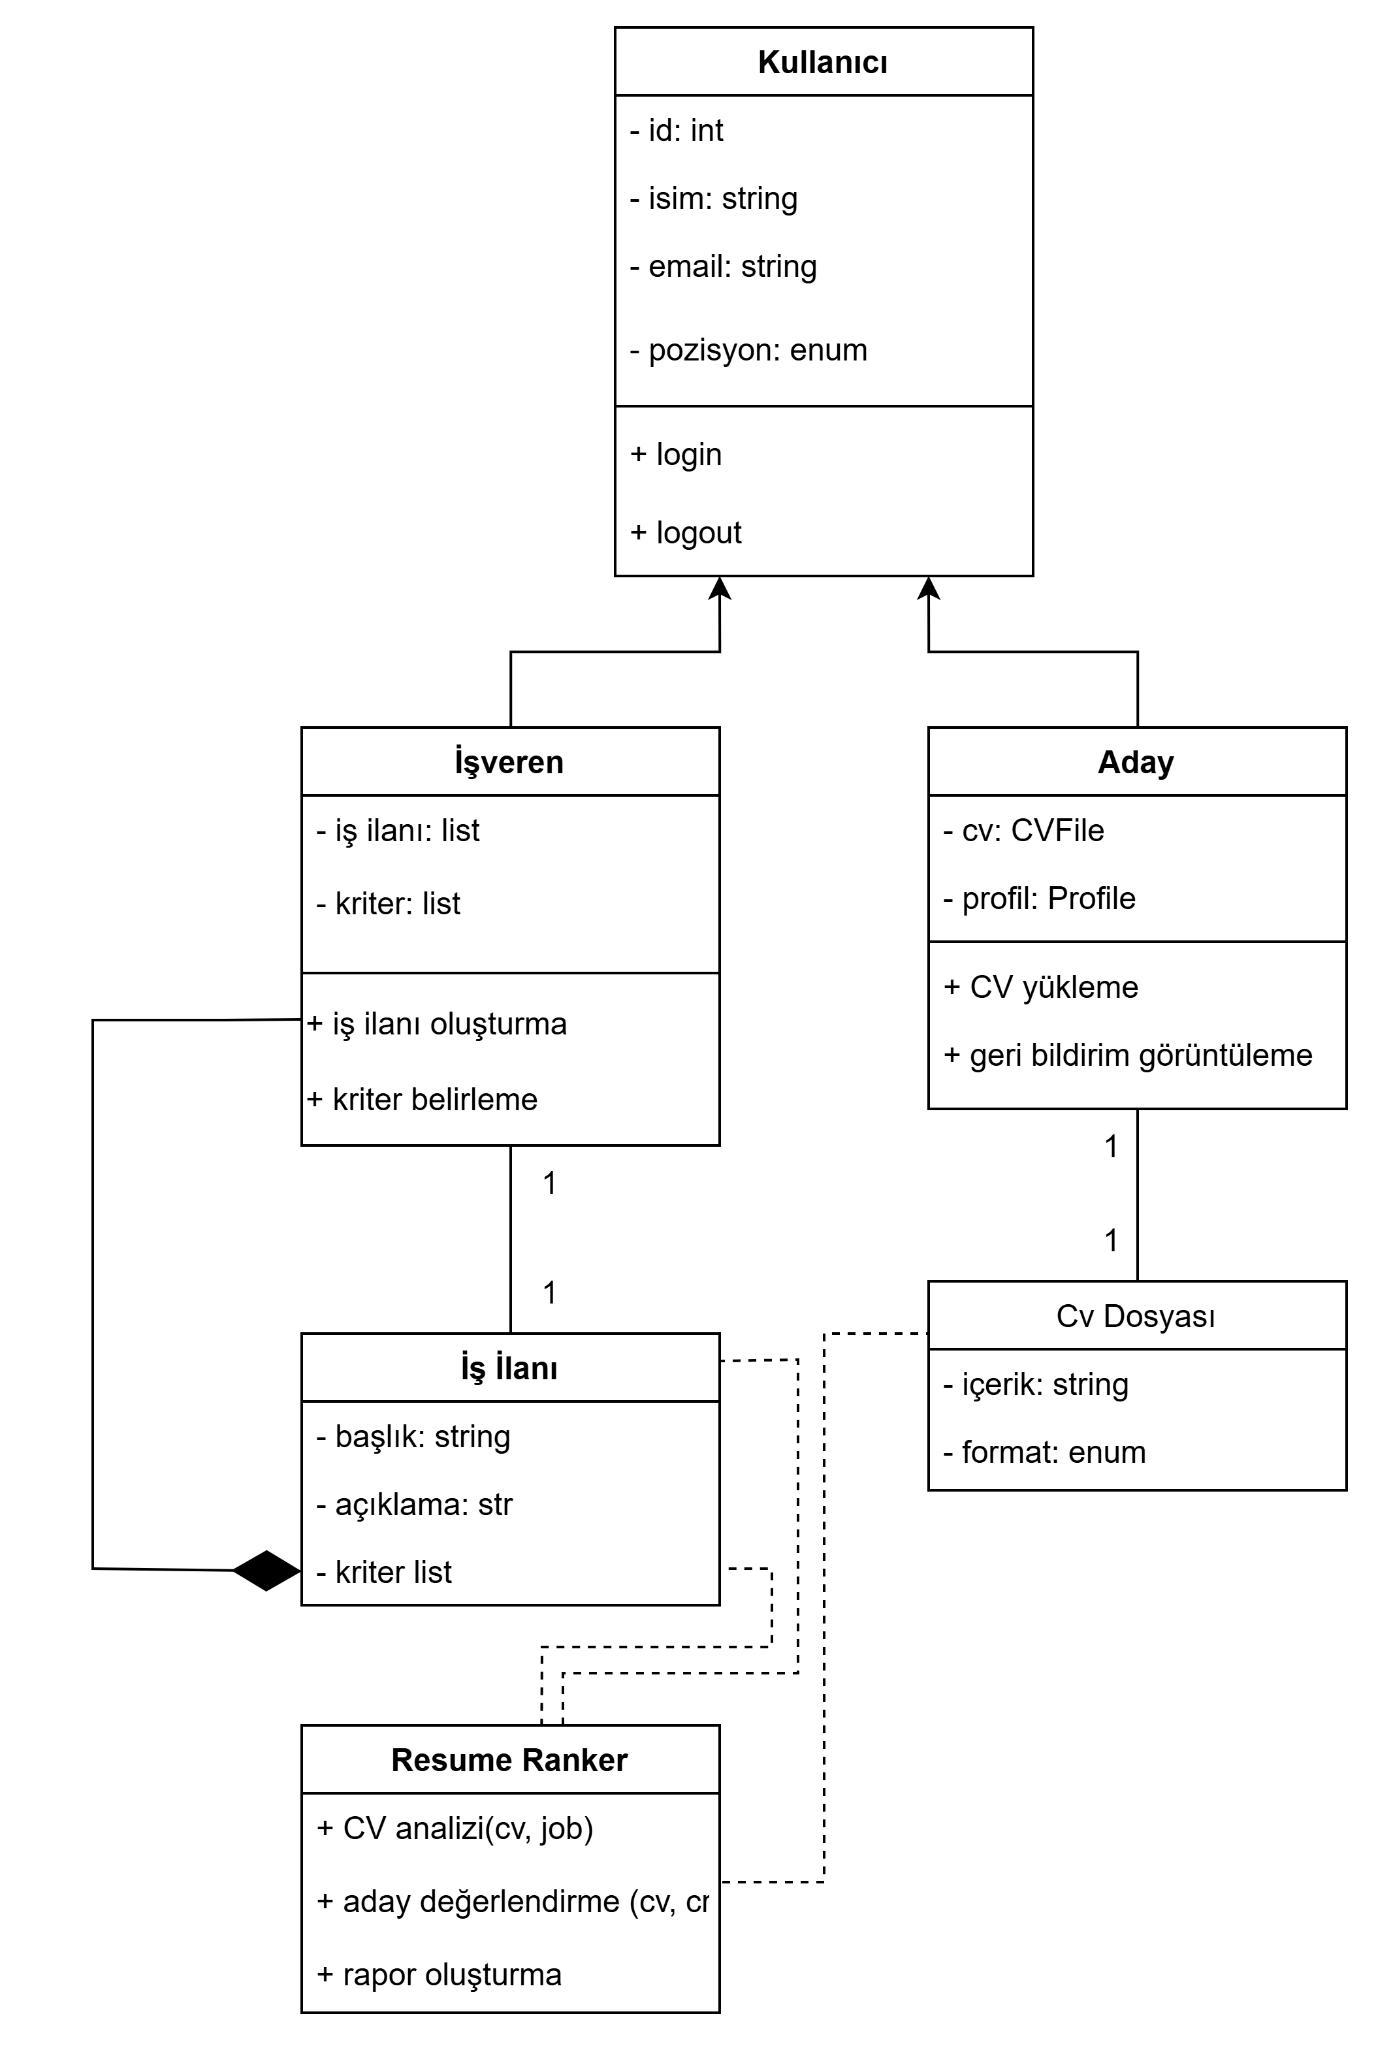 Kullanıcı
- id: int
- isim: string
- email: string
- pozisyon: enum
+ login
+ logout
İşveren
- iş ilanı: list
- kriter: list
+ iş ilanı oluşturma
+ kriter belirleme
Aday
- cv: CVFile
- profil: Profile
+ CV yükleme
+ geri bildirim görüntüleme
1
1
1
1
Cv Dosyası
- içerik: string
- format: enum
İş İlanı
- başlık: string
- açıklama: str
- kriter list
Resume Ranker
+ CV analizi(cv, job)
+ aday değerlendirme (cv,
+ rapor oluşturma